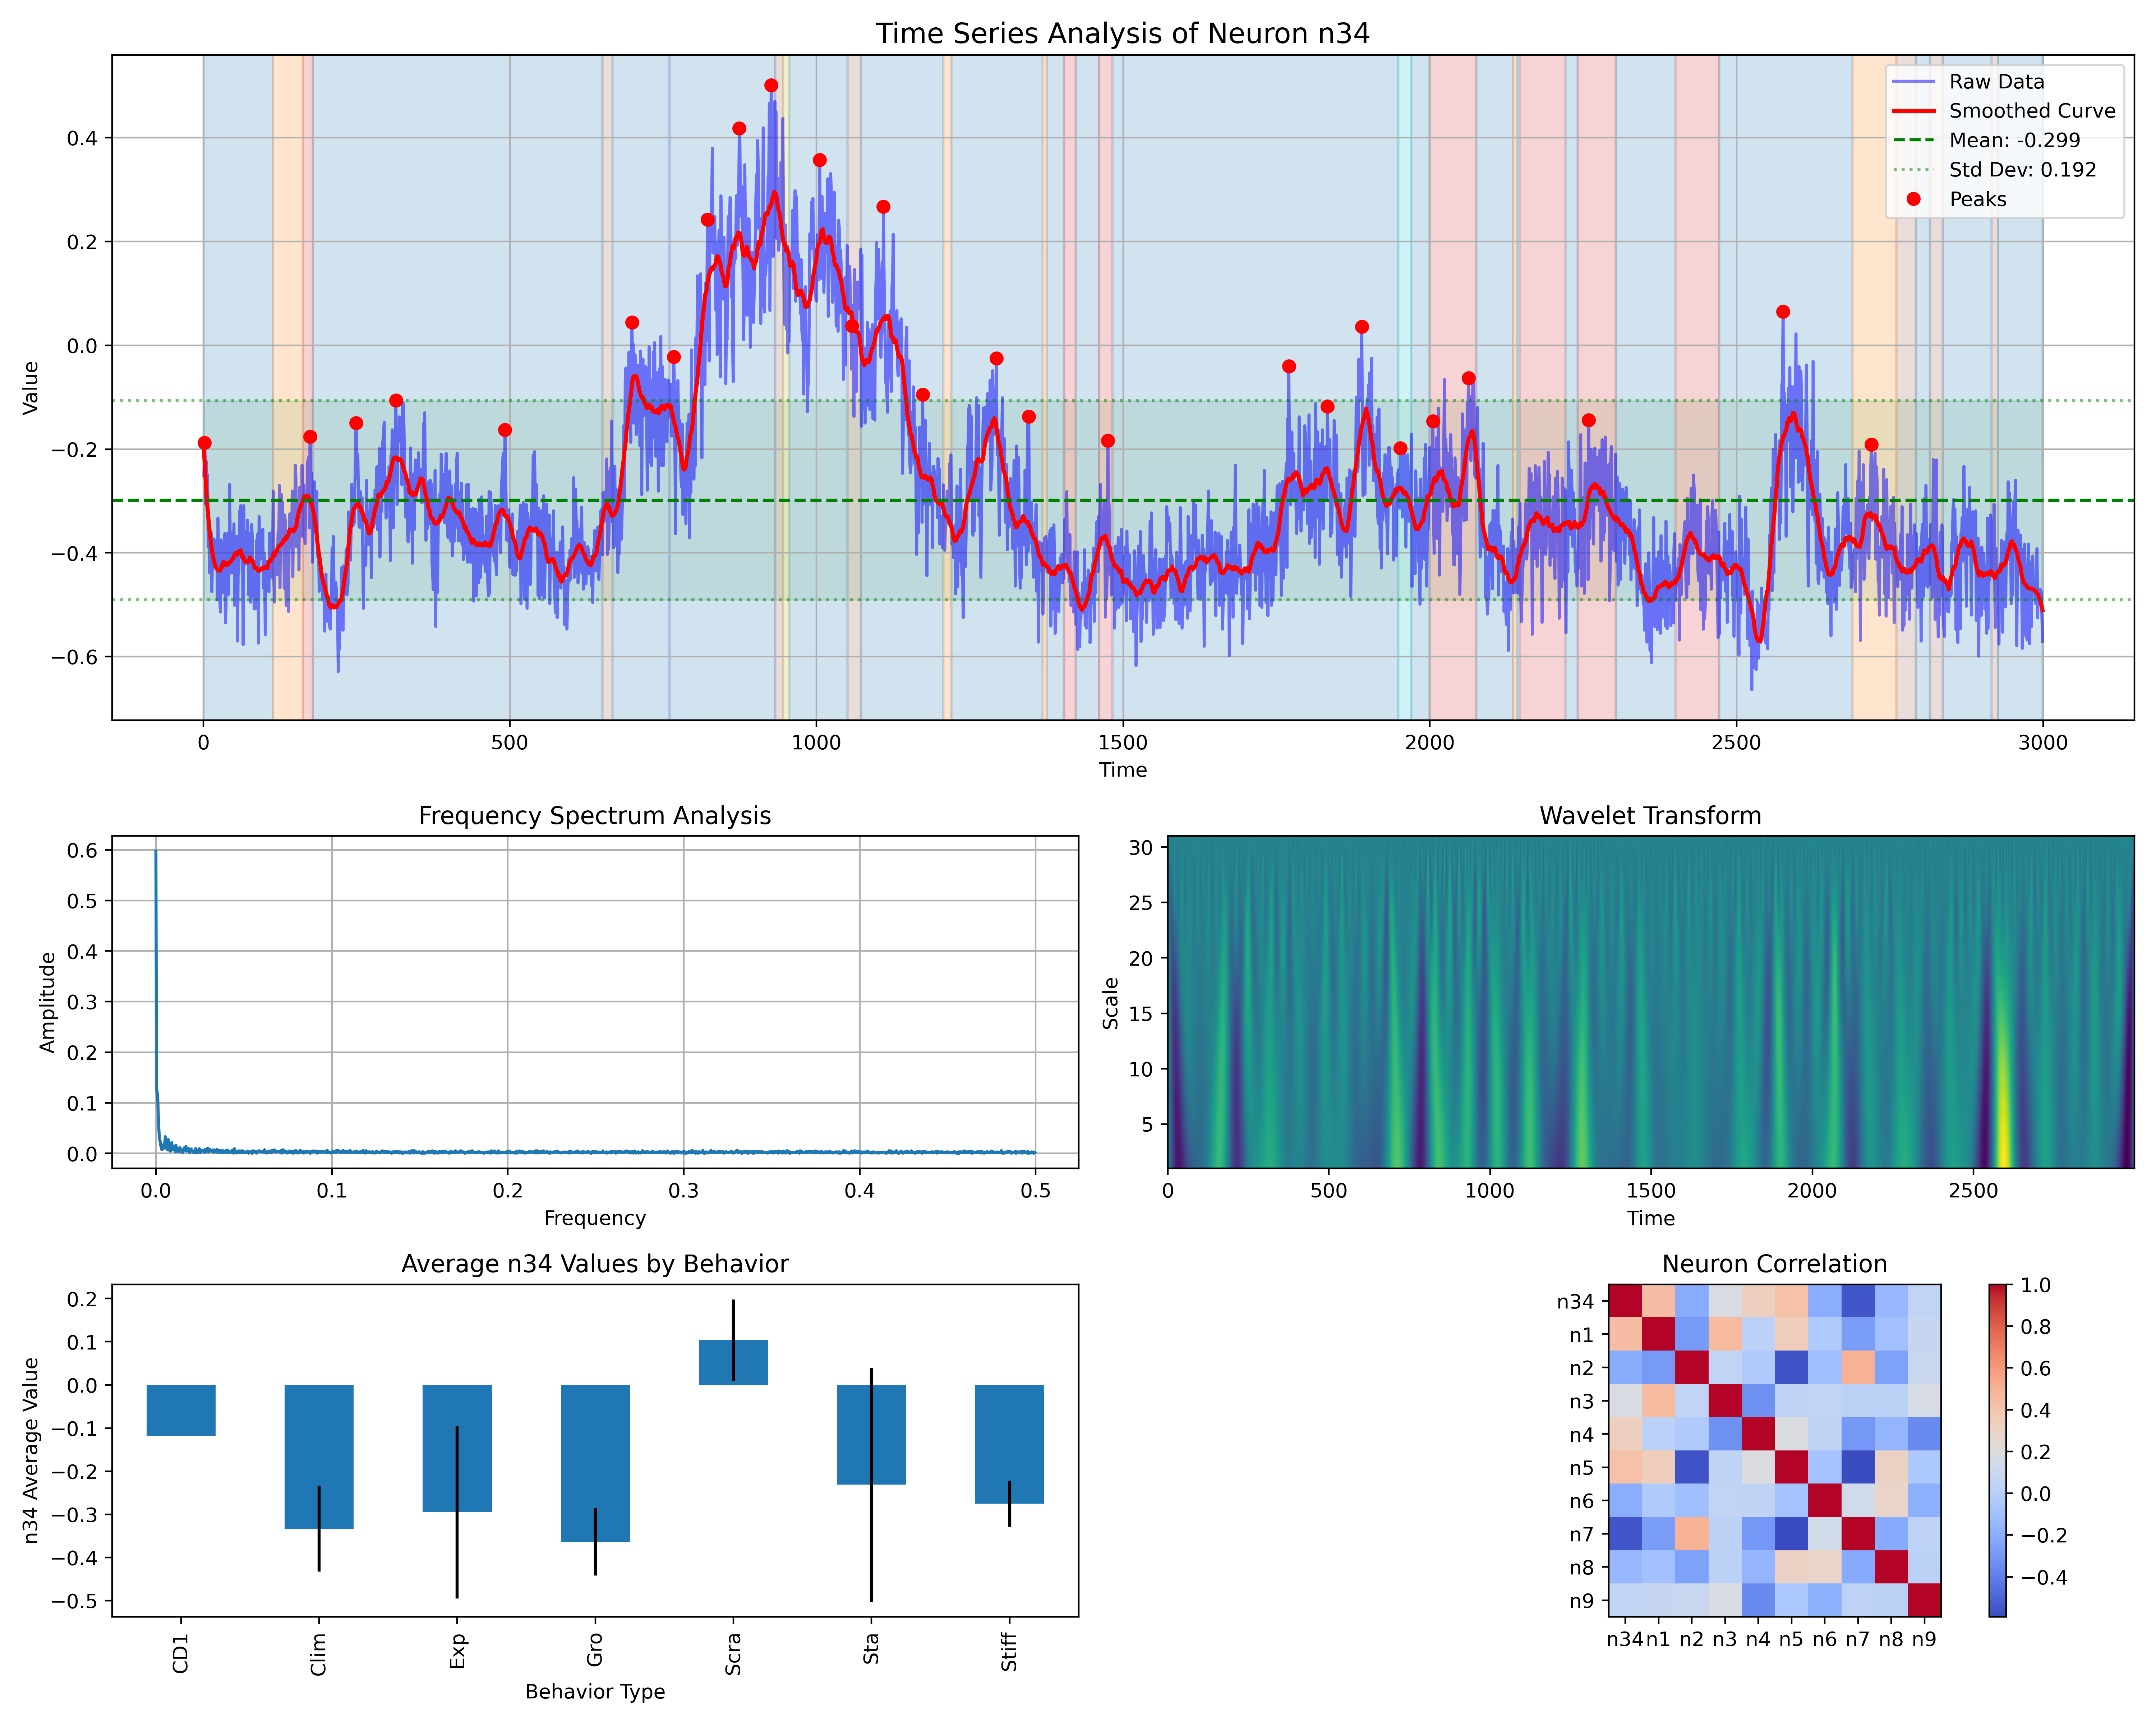 Time Series Analysis of Neuron n34
Value
0.4
0.2
0.0
−0.2
−0.4
−0.6
Raw Data
Smoothed Curve
Mean: -0.299
Std Dev: 0.192
Peaks
0 500 1000 1500 2000 2500 3000
Time
Frequency Spectrum Analysis
Amplitude
0.6
0.5
0.4
0.3
0.2
0.1
0.0
0.0 0.1 0.2 0.3 0.4 0.5
Frequency
Wavelet Transform
Scale
30
25
20
15
10
5
0 500 1000 1500 2000 2500
Time
Average n34 Values by Behavior
n34 Average Value
0.2
0.1
0.0
−0.1
−0.2
−0.3
−0.4
−0.5
CD1 Clim Exp Gro Scra Sta Stiff
Behavior Type
Neuron Correlation
n34
n1
n2
n3
n4
n5
n6
n7
n8
n9
n34 n1 n2 n3 n4 n5 n6 n7 n8 n9
1.0
0.8
0.6
0.4
0.2
0.0
−0.2
−0.4